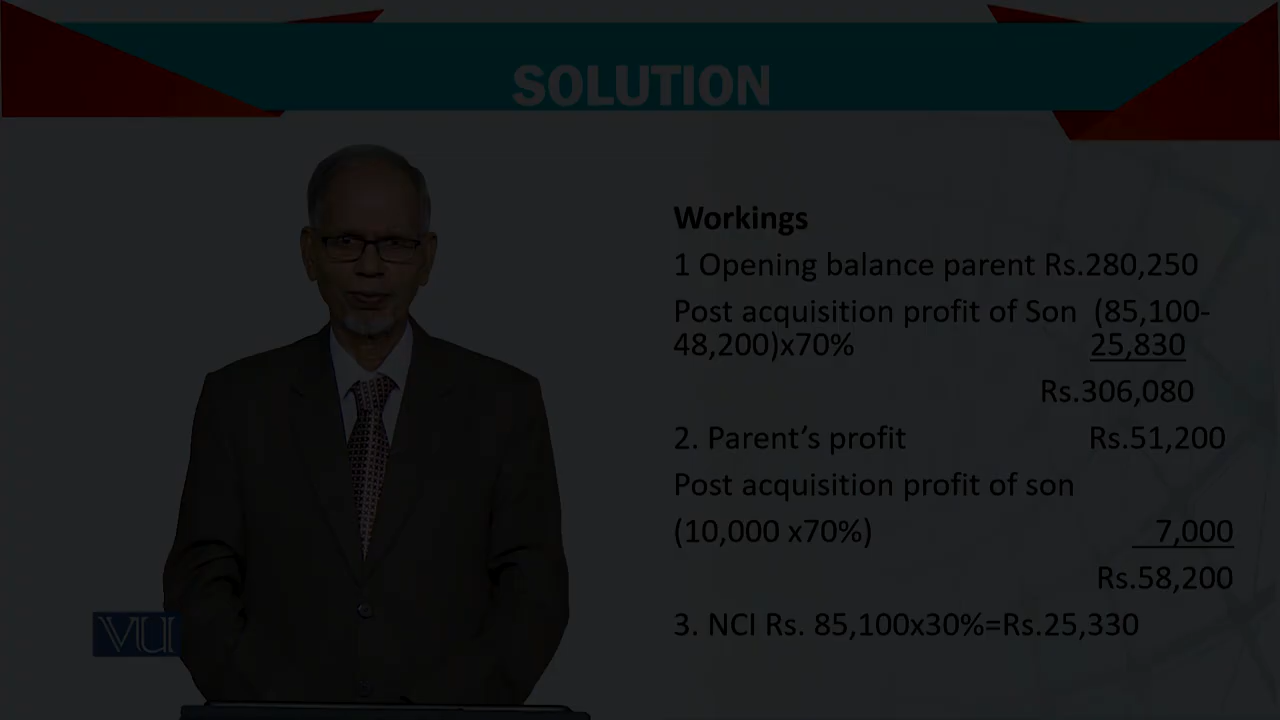 SOLUTION
Workings
1 Opening balance parent Rs.280,250
Post acquisition profit of Son (85,100-
48,200)x70% 25,830
Rs.306,080
2. Parent’s profit Rs.51,200
Post acquisition profit of son
(10,000 x70%) 7,000
Rs.58,200
3. NCI Rs. 85,100x30%=Rs.25,330
VU